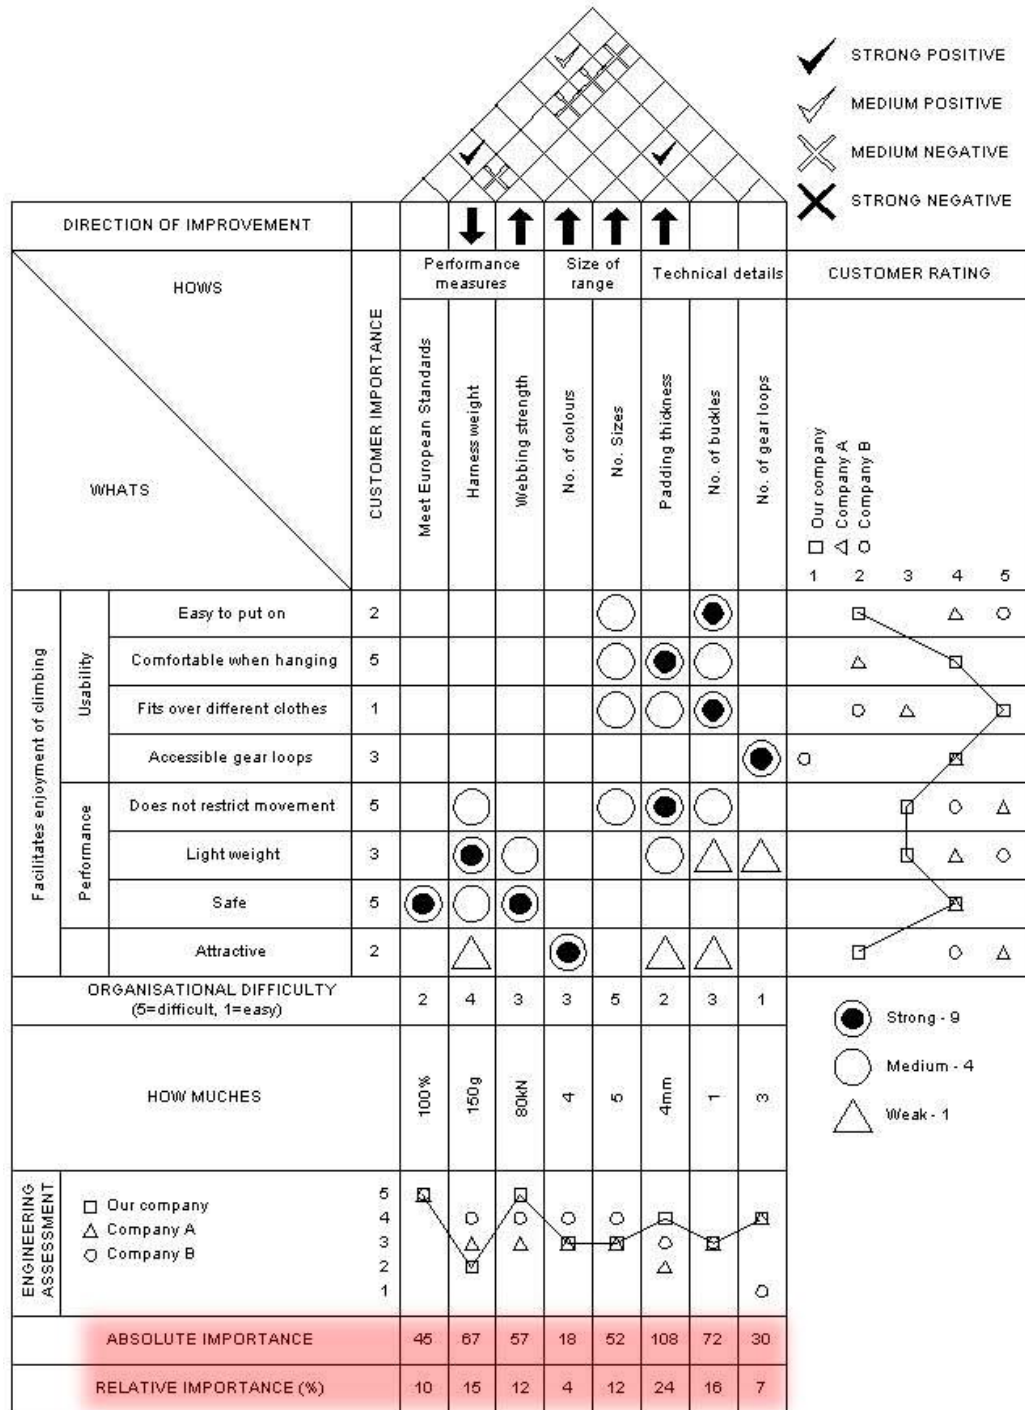 STRONG POSITIVE
MEDIUM POSITIVE
MEDIUM NEGATIVE
STRONG NEGATIVE
DIRECTION OF IMPROVEMENT
HOWS
WHATS
CUSTOMER IMPORTANCE
Performance measures
Size of range
Technical details
CUSTOMER RATING
Meet European Standards
Harness weight
Webbing strength
No. of colours
No. Sizes
Padding thickness
No. of buckles
No. of gear loops
Our company
Company A
Company B
1 2 3 4 5
Facilitates enjoyment of climbing
Usability
Easy to put on 2
Comfortable when hanging 5
Fits over different clothes 1
Accessible gear loops 3
Performance
Does not restrict movement 5
Light weight 3
Safe 5
Attractive 2
ORGANISATIONAL DIFFICULTY
(5=difficult, 1=easy)
2 4 3 3 5 2 3 1
Strong - 9
Medium - 4
Weak - 1
HOW MUCHES
100% 150g 80kN 4 5 4mm 1 3
ENGINEERING
ASSESSMENT
Our company
Company A
Company B
5
4
3
2
1
ABSOLUTE IMPORTANCE 45 67 57 18 52 108 72 30
RELATIVE IMPORTANCE (%) 10 15 12 4 12 24 16 7